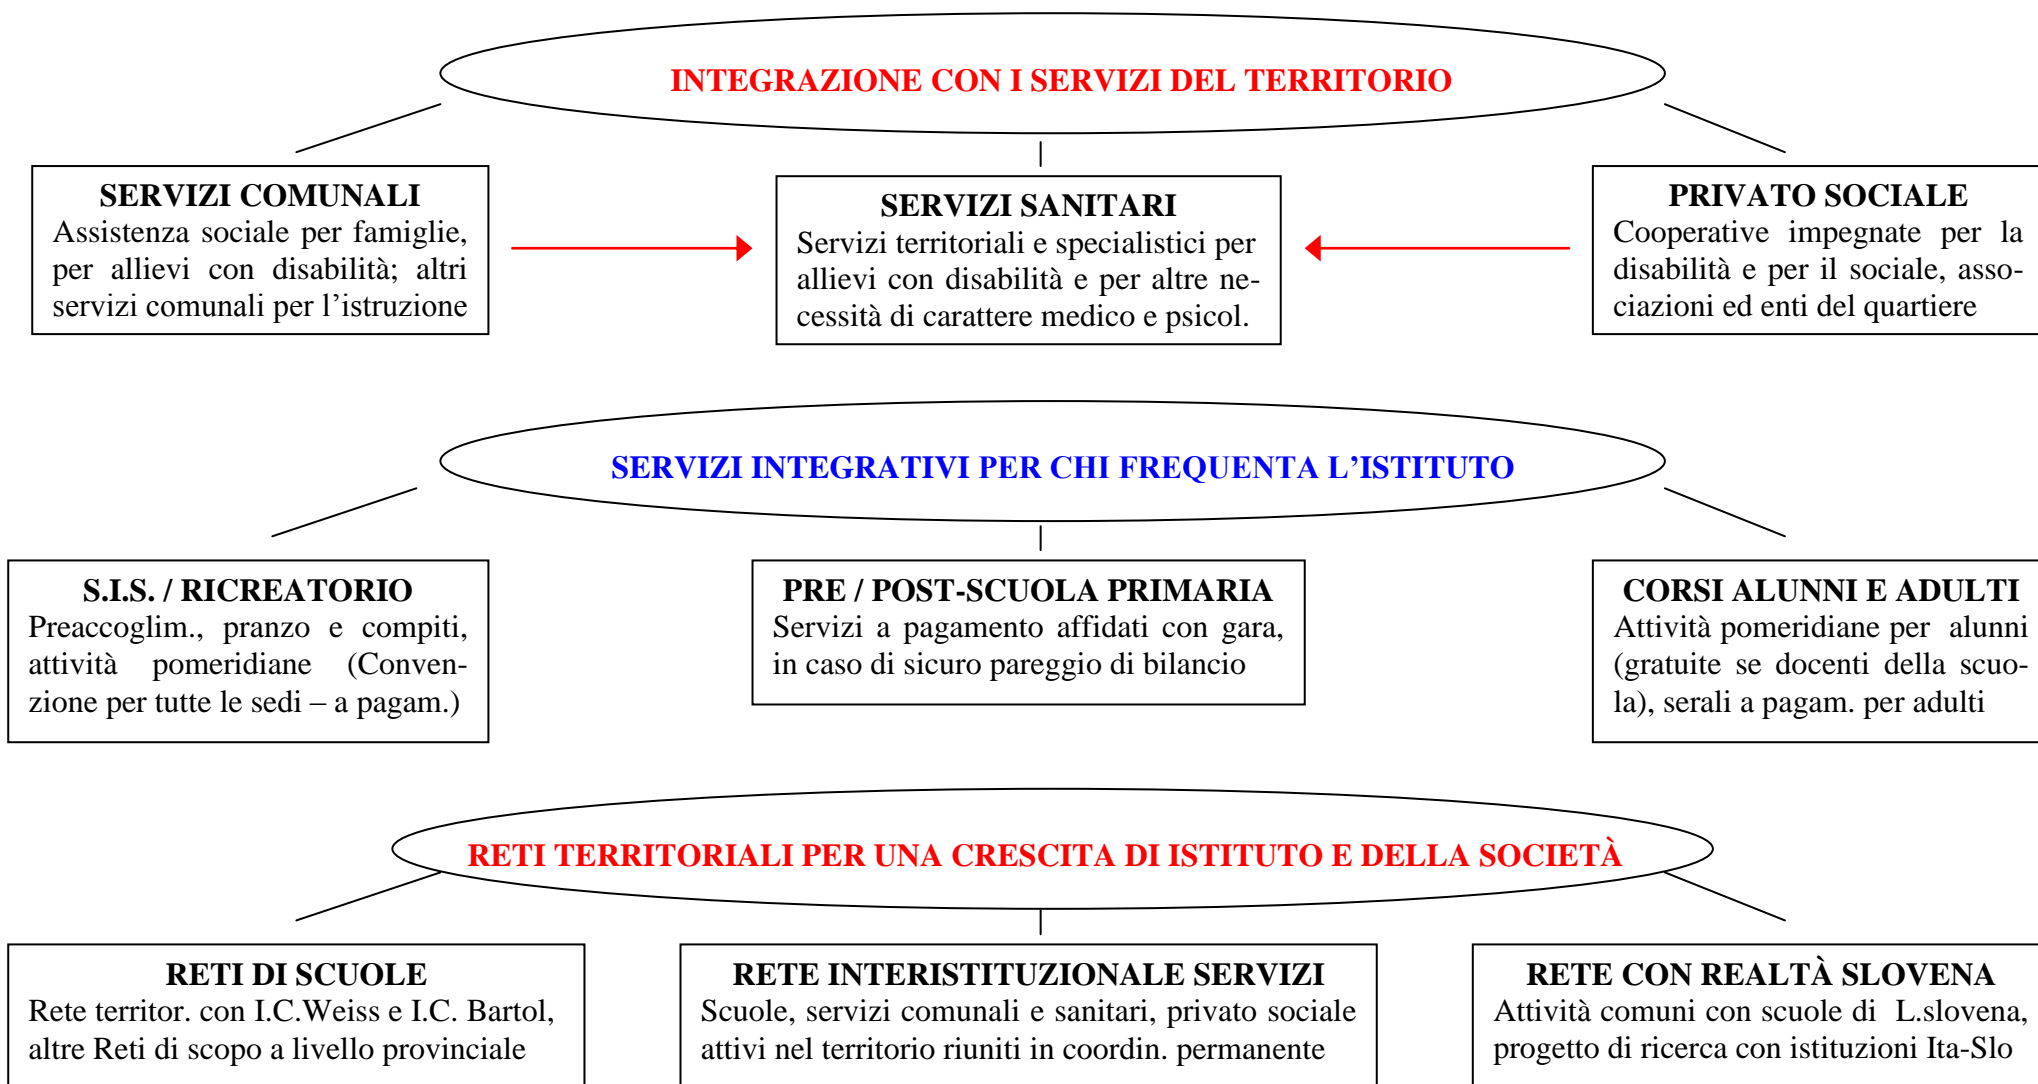 INTEGRAZIONE CON I SERVIZI DEL TERRITORIO
SERVIZI COMUNALI
Assistenza sociale per famiglie,
per allievi con disabilità; altri
servizi comunali per l’istruzione
SERVIZI SANITARI
Servizi territoriali e specialistici per
allievi con disabilità e per altre ne-
cessità di carattere medico e psicol.
PRIVATO SOCIALE
Cooperative impegnate per la
disabilità e per il sociale, asso-
ciazioni ed enti del quartiere
SERVIZI INTEGRATIVI PER CHI FREQUENTA L’ISTITUTO
S.I.S. / RICREATORIO
Preaccoglim., pranzo e compiti,
attività pomeridiane (Conven-
zione per tutte le sedi – a pagam.)
PRE / POST-SCUOLA PRIMARIA
Servizi a pagamento affidati con gara,
in caso di sicuro pareggio di bilancio
CORSI ALUNNI E ADULTI
Attività pomeridiane per alunni
(gratuite se docenti della scuo-
la), serali a pagam. per adulti
RETI TERRITORIALI PER UNA CRESCITA DI ISTITUTO E DELLA SOCIETÀ
RETI DI SCUOLE
Rete territor. con I.C.Weiss e I.C. Bartol,
altre Reti di scopo a livello provinciale
RETE INTERISTITUZIONALE SERVIZI
Scuole, servizi comunali e sanitari, privato sociale
attivi nel territorio riuniti in coordin. permanente
RETE CON REALTÀ SLOVENA
Attività comuni con scuole di L.slovena,
progetto di ricerca con istituzioni Ita-Slo